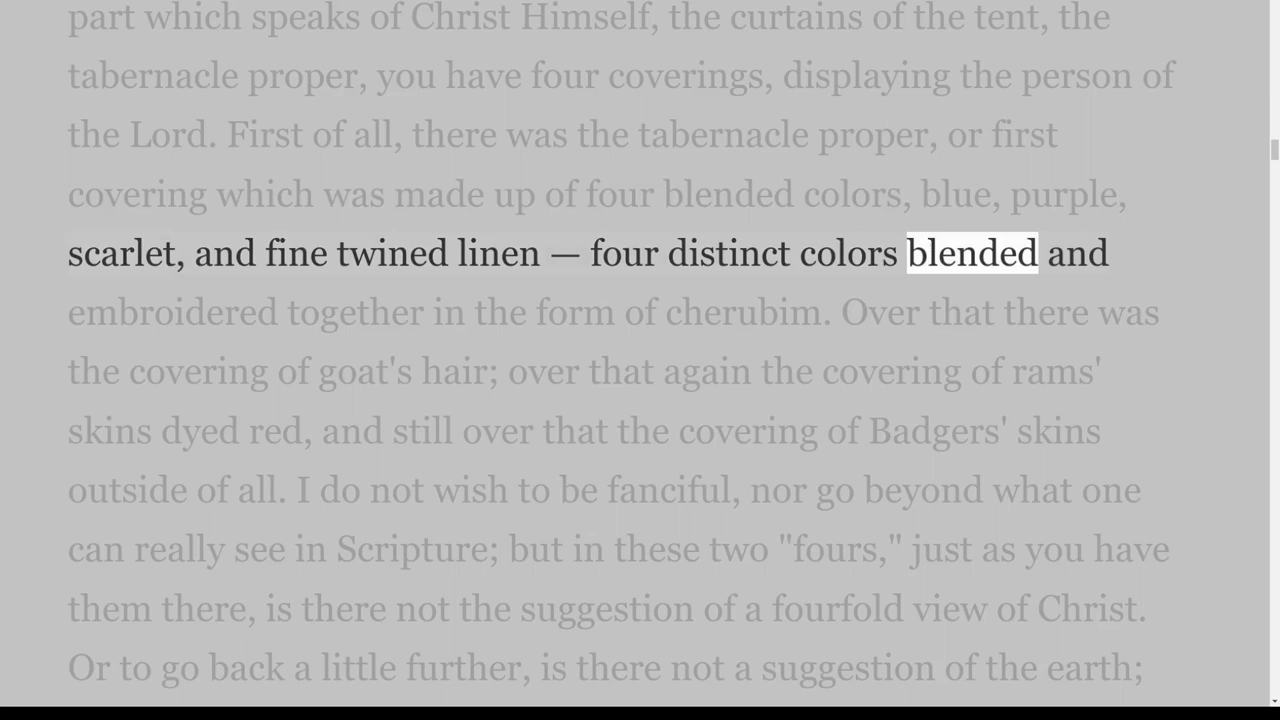 part which speaks of Christ Himself, the curtains of the tent, the
tabernacle proper, you have four coverings, displaying the person of
the Lord. First of all, there was the tabernacle proper, or first
covering which was made up of four blended colors, blue, purple,
scarlet, and fine twined linen — four distinct colors blended and
embroidered together in the form of cherubim. Over that there was
the covering of goat's hair; over that again the covering of rams'
skins dyed red, and still over that the covering of Badgers' skins
outside of all. I do not wish to be fanciful, nor go beyond what one
can really see in Scripture; but in these two "fours," just as you have
them there, is there not the suggestion of a fourfold view of Christ.
Or to go back a little further, is there not a suggestion of the earth;